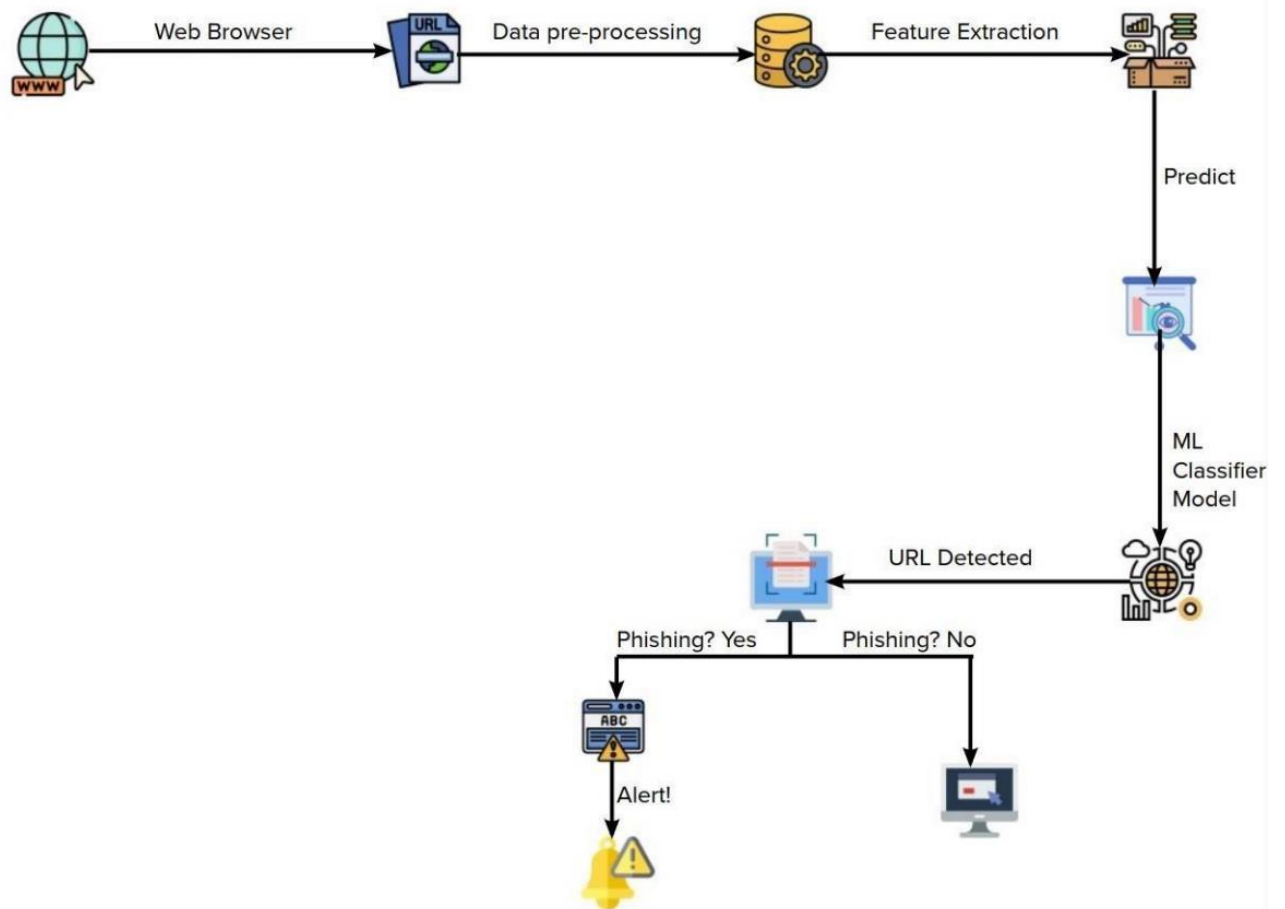 WWW
Web Browser
URL
Data pre-processing
Feature Extraction
Predict
ML
Classifier
Model
URL Detected
Phishing? Yes
Phishing? No
ABC
Alert!